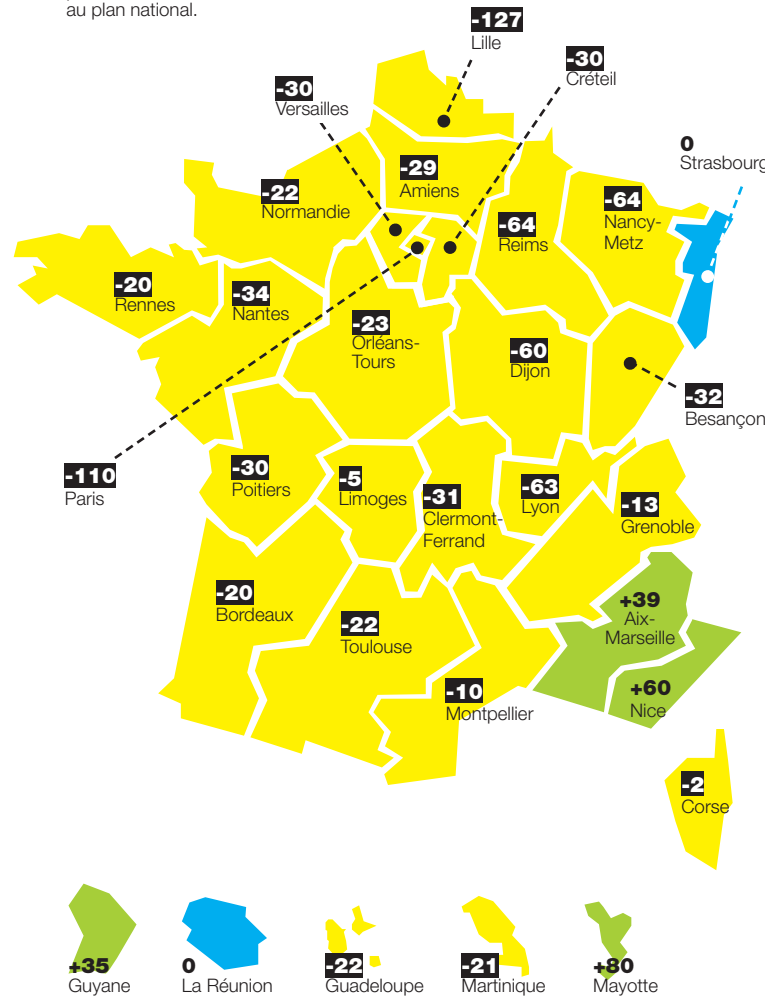 au plan national.
-127
Lille
-30
Créteil
-30
Versailles
0
Strasbourg
-29
Amiens
-22
Normandie
-64
Nancy-
Metz
-64
Reims
-20
Rennes
-34
Nantes
-23
Orléans-
Tours
-60
Dijon
-32
Besançon
-110
Paris
-30
Poitiers
-5
Limoges
-31
Clermont-
Ferrand
-63
Lyon
-13
Grenoble
-20
Bordeaux
-22
Toulouse
+39
Aix-
Marseille
-10
Montpellier
+60
Nice
-2
Corse
+35
Guyane
0
La Réunion
-22
Guadeloupe
-21
Martinique
+80
Mayotte